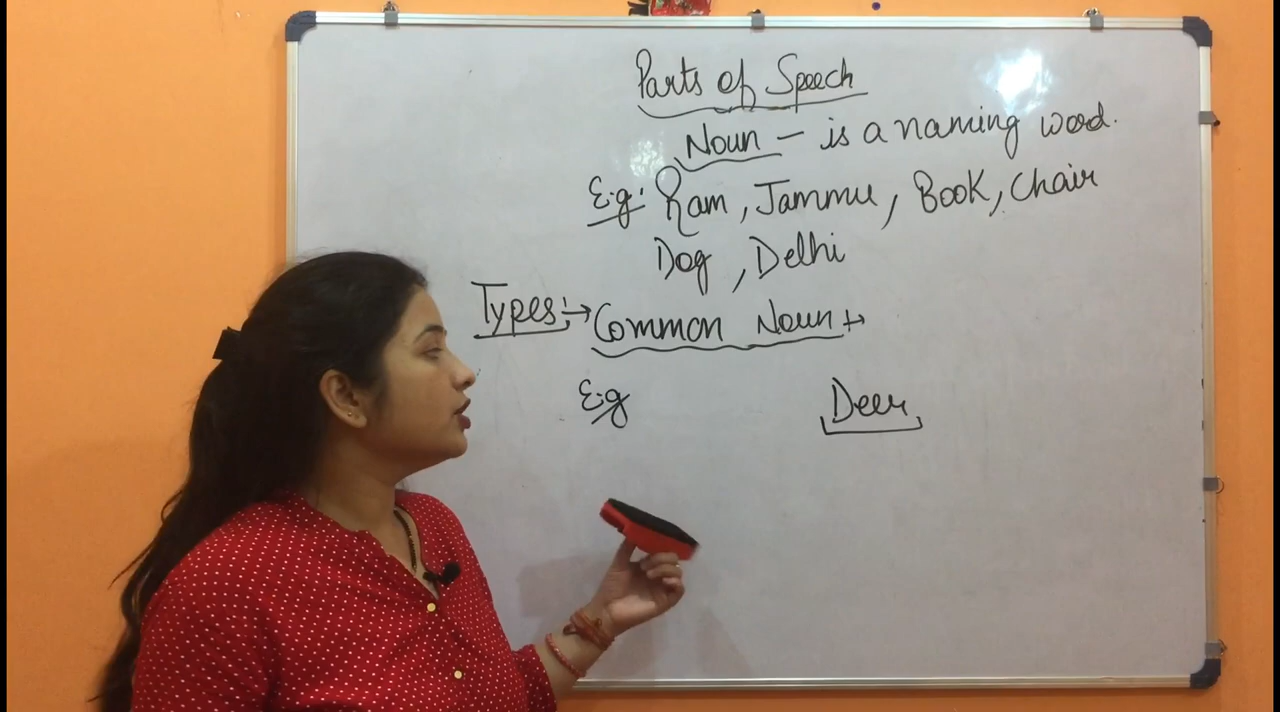 Parts of Speech
Noun – is a naming word.
E.g: Ram, Jammu, Book, Chair
Dog, Delhi
Types:→ Common Noun→
E.g Deer